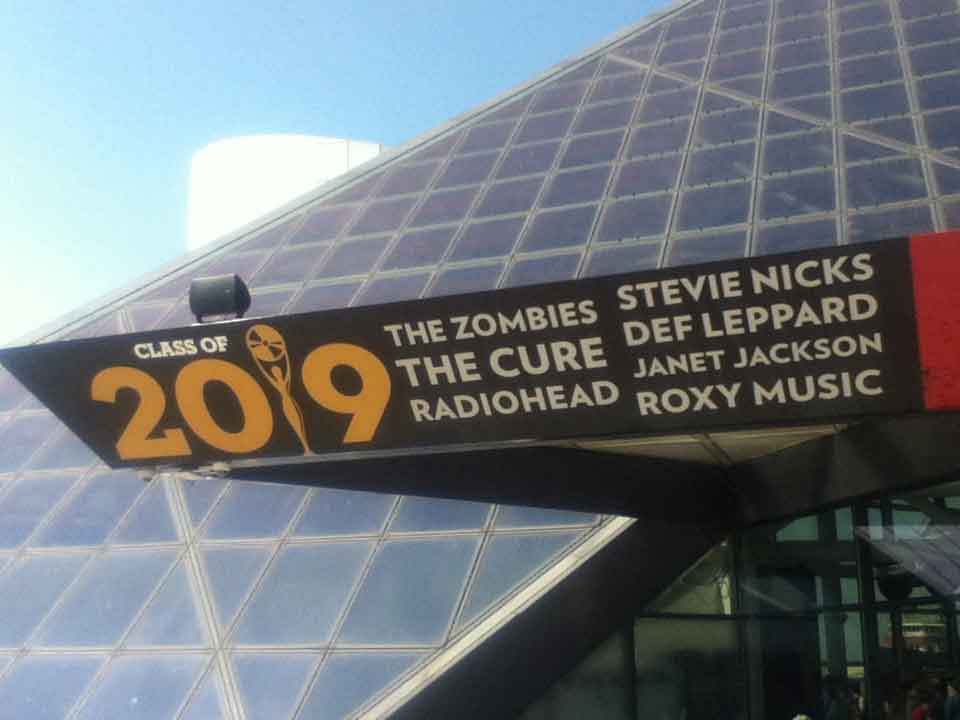 CLASS OF
2019
THE ZOMBIES
THE CURE
RADIOHEAD
STEVIE NICKS
DEF LEPPARD
JANET JACKSON
ROXY MUSIC